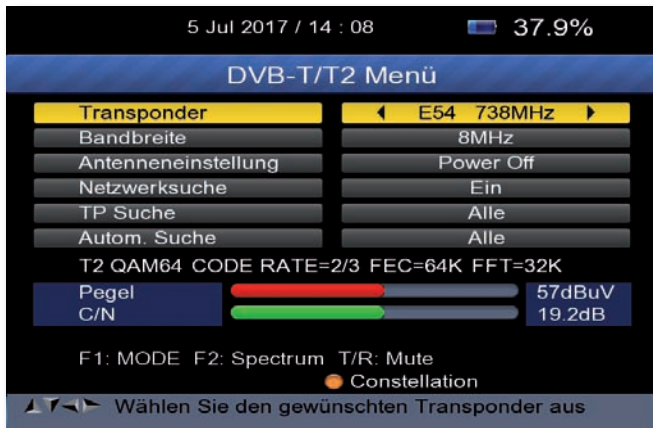 5 Jul 2017 / 14 : 08 37.9%
DVB-T/T2 Menü
Transponder E54 738MHz
Bandbreite 8MHz
Antenneneinstellung Power Off
Netzwerksuche Ein
TP Suche Alle
Autom. Suche Alle
T2 QAM64 CODE RATE=2/3 FEC=64K FFT=32K
Pegel 57dBuV
C/N 19.2dB
F1: MODE F2: Spectrum T/R: Mute
Constellation
Wählen Sie den gewünschten Transponder aus